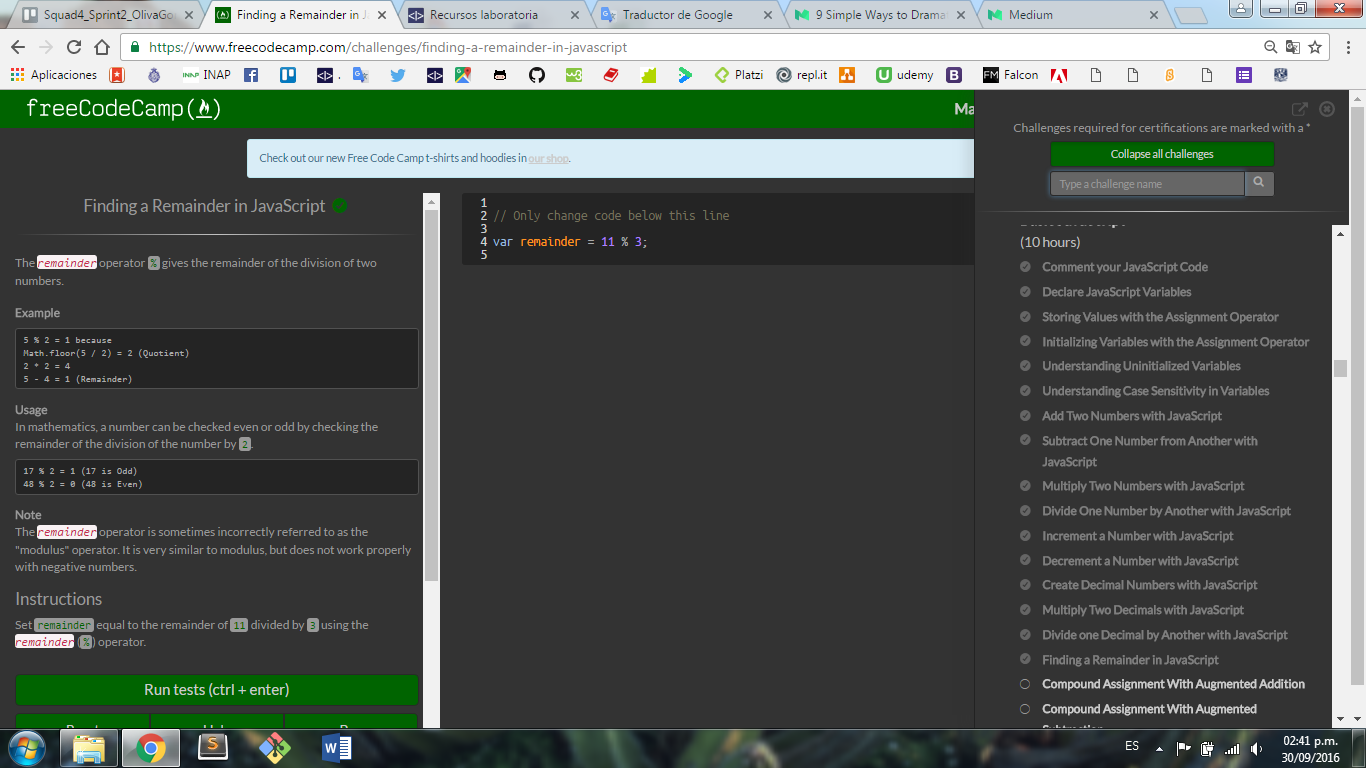 Squad4_Sprint2_OlivaGo
Finding a Remainder in J
Recursos laboratoria
Traductor de Google
9 Simple Ways to Drama
Medium
https://www.freecodecamp.com/challenges/finding-a-remainder-in-javascript
Aplicaciones
INAP
.
Platzi
repl.it
udemy
Falcon
freeCodeCamp
Ma
Check out our new Free Code Camp t-shirts and hoodies in our shop.
Finding a Remainder in JavaScript
The remainder operator % gives the remainder of the division of two
numbers.
Example
5 % 2 = 1 because
Math.floor(5 / 2) = 2 (Quotient)
2 * 2 = 4
5 - 4 = 1 (Remainder)
Usage
In mathematics, a number can be checked even or odd by checking the
remainder of the division of the number by 2.
17 % 2 = 1 (17 is Odd)
48 % 2 = 0 (48 is Even)
Note
The remainder operator is sometimes incorrectly referred to as the
"modulus" operator. It is very similar to modulus, but does not work properly
with negative numbers.
Instructions
Set remainder equal to the remainder of 11 divided by 3 using the
remainder (%) operator.
Run tests (ctrl + enter)
1
2 // Only change code below this line
3
4 var remainder = 11 % 3;
5
Challenges required for certifications are marked with a *
Collapse all challenges
Type a challenge name
(10 hours)
Comment your JavaScript Code
Declare JavaScript Variables
Storing Values with the Assignment Operator
Initializing Variables with the Assignment Operator
Understanding Uninitialized Variables
Understanding Case Sensitivity in Variables
Add Two Numbers with JavaScript
Subtract One Number from Another with
JavaScript
Multiply Two Numbers with JavaScript
Divide One Number by Another with JavaScript
Increment a Number with JavaScript
Decrement a Number with JavaScript
Create Decimal Numbers with JavaScript
Multiply Two Decimals with JavaScript
Divide one Decimal by Another with JavaScript
Finding a Remainder in JavaScript
Compound Assignment With Augmented Addition
Compound Assignment With Augmented
ES
02:41 p.m.
30/09/2016